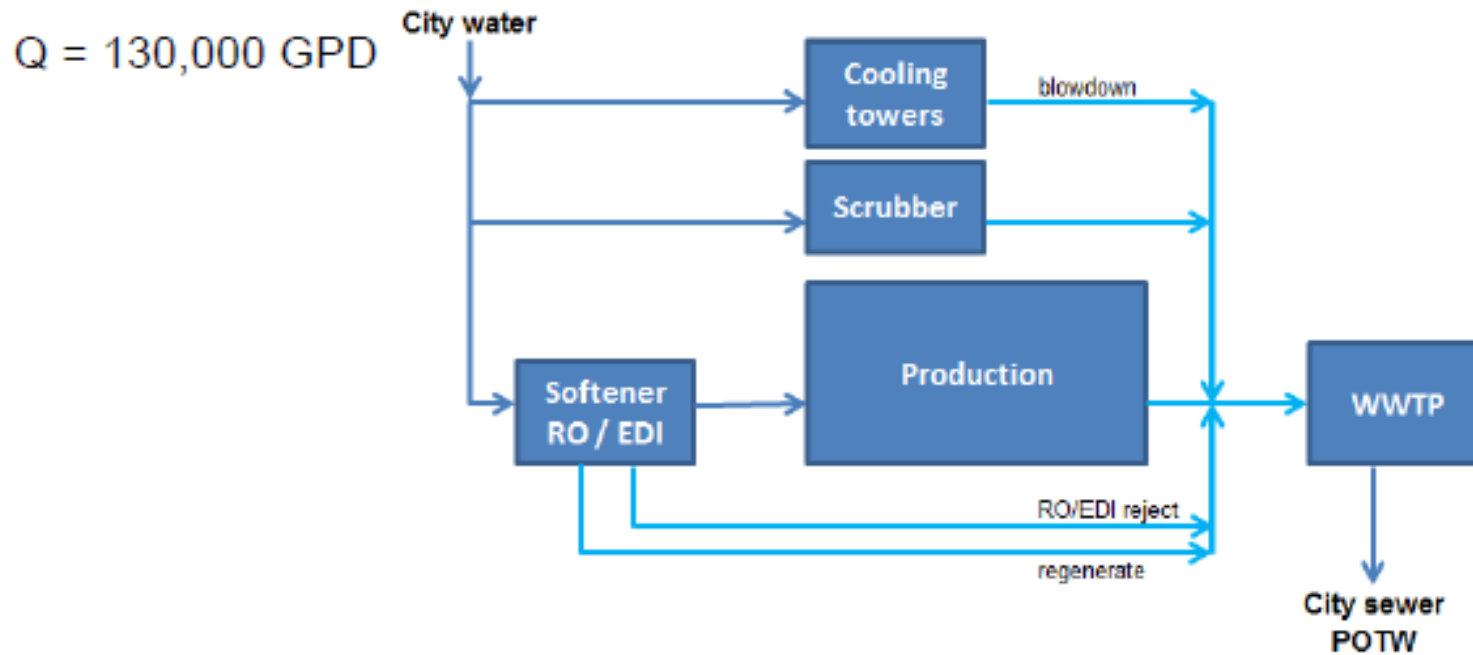 City water
Q = 130,000 GPD
Cooling
towers
blowdown
Scrubber
Production
Softener
RO / EDI
WWTP
RO/EDI reject
regenerate
City sewer
POTW